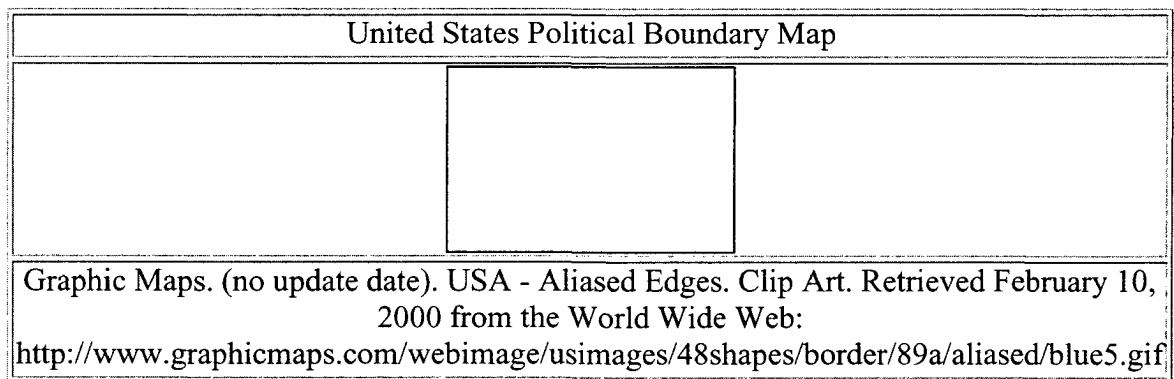 United States Political Boundary Map
Graphic Maps. (no update date). USA - Aliased Edges. Clip Art. Retrieved February 10,
2000 from the World Wide Web:
http://www.graphicmaps.com/webimage/usimages/48shapes/border/89a/aliased/blue5.gif